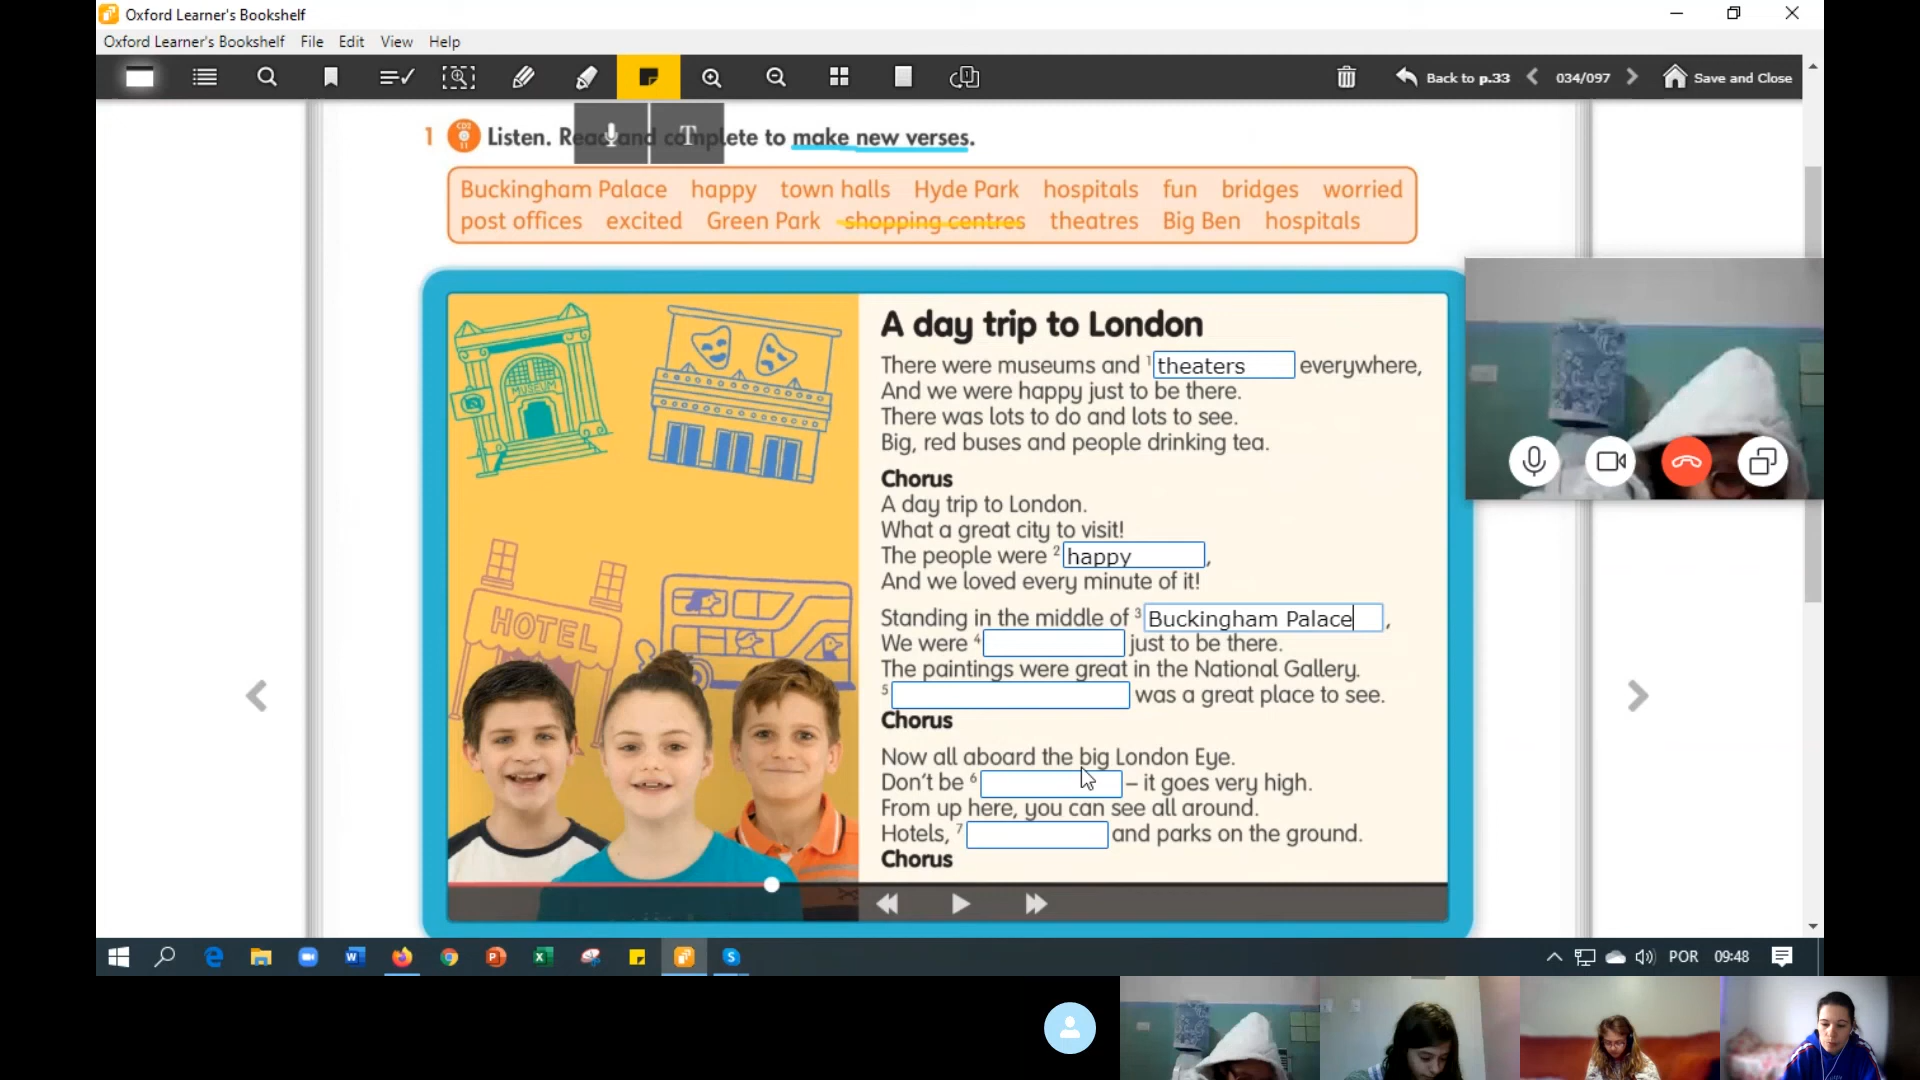 Oxford Learner's Bookshelf
Oxford Learner's Bookshelf File Edit View Help
Back to p.33 034/097 Save and Close
T
1 Listen. Read and complete to make new verses.
Buckingham Palace happy town halls Hyde Park hospitals fun bridges worried
post offices excited Green Park shopping centres theatres Big Ben hospitals
A day trip to London
There were museums and 1 theaters everywhere,
And we were happy just to be there.
There was lots to do and lots to see.
Big, red buses and people drinking tea.
Chorus
A day trip to London.
What a great city to visit!
The people were 2 happy,
And we loved every minute of it!
Standing in the middle of 3 Buckingham Palace,
We were 4 just to be there.
The paintings were great in the National Gallery.
5 was a great place to see.
Chorus
Now all aboard the big London Eye.
Don't be 6 – it goes very high.
From up here, you can see all around.
Hotels, 7 and parks on the ground.
Chorus
MUSEUM
HOTEL
POR 09:48